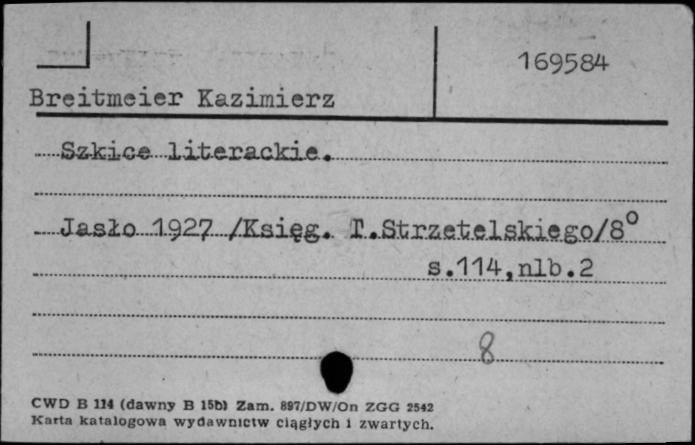 169584
Breitmeier Kazimierz
Szkice literackie.
Jasło 1927 /Księg. T.Strzetelskiego/8°
s.114,nlb.2
8
CWD B 114 (dawny B 15b) Zam. 897/DW/On ZGG 2542
Karta katalogowa wydawnictw ciągłych i zwartych.